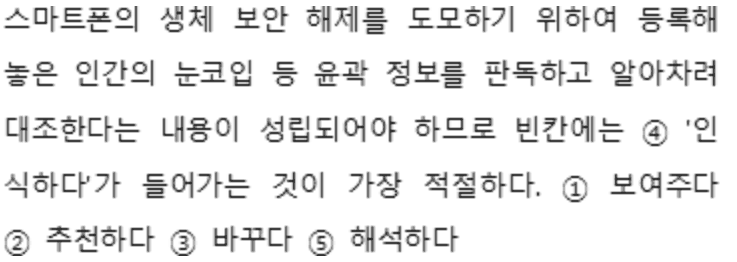 스마트폰의 생체 보안 해제를 도모하기 위하여 등록해
놓은 인간의 눈코입 등 윤곽 정보를 판독하고 알아차려
대조한다는 내용이 성립되어야 하므로 빈칸에는 ④ '인
식하다'가 들어가는 것이 가장 적절하다. ① 보여주다
② 추천하다 ③ 바꾸다 ⑤ 해석하다